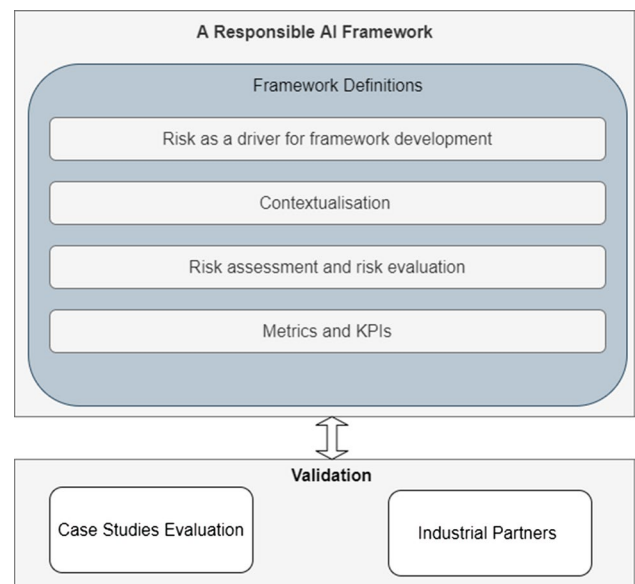 A Responsible AI Framework
Framework Definitions
Risk as a driver for framework development
Contextualisation
Risk assessment and risk evaluation
Metrics and KPIs
Validation
Case Studies Evaluation
Industrial Partners